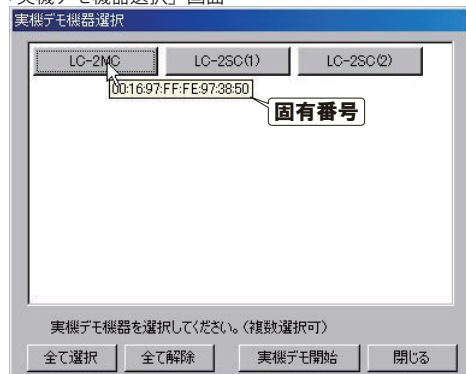 「実機デモ機器選択」画面
実機デモ機器選択
LC-2MC LC-2SC(1) LC-2SC(2)
00:16:97:FF:FE:97:38:50
固有番号
実機デモ機器を選択してください。(複数選択可)
全て選択 全て解除 実機デモ開始 閉じる